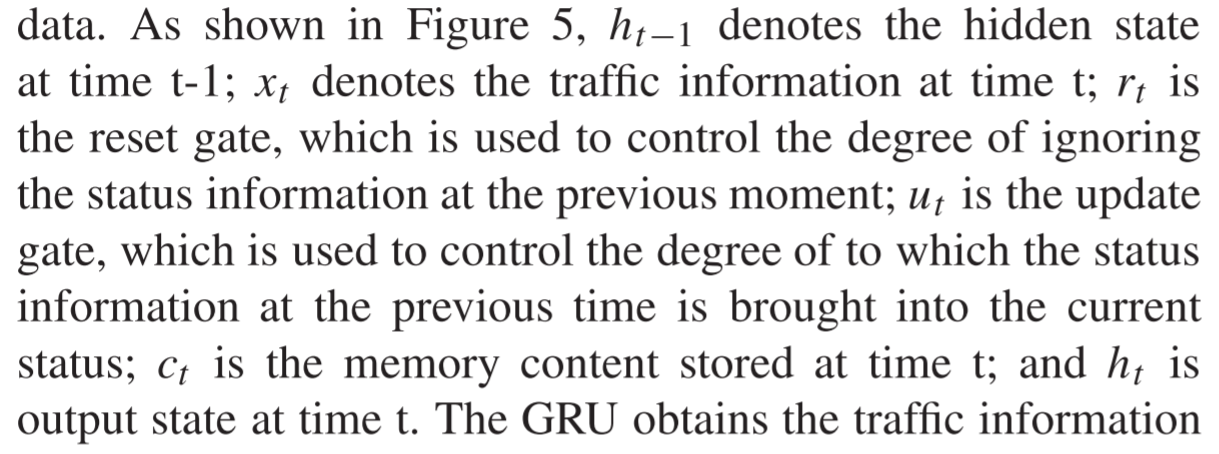 data. As shown in Figure 5, h_{t−1} denotes the hidden state
at time t-1; x_t denotes the traffic information at time t; r_t is
the reset gate, which is used to control the degree of ignoring
the status information at the previous moment; u_t is the update
gate, which is used to control the degree of to which the status
information at the previous time is brought into the current
status; c_t is the memory content stored at time t; and h_t is
output state at time t. The GRU obtains the traffic information